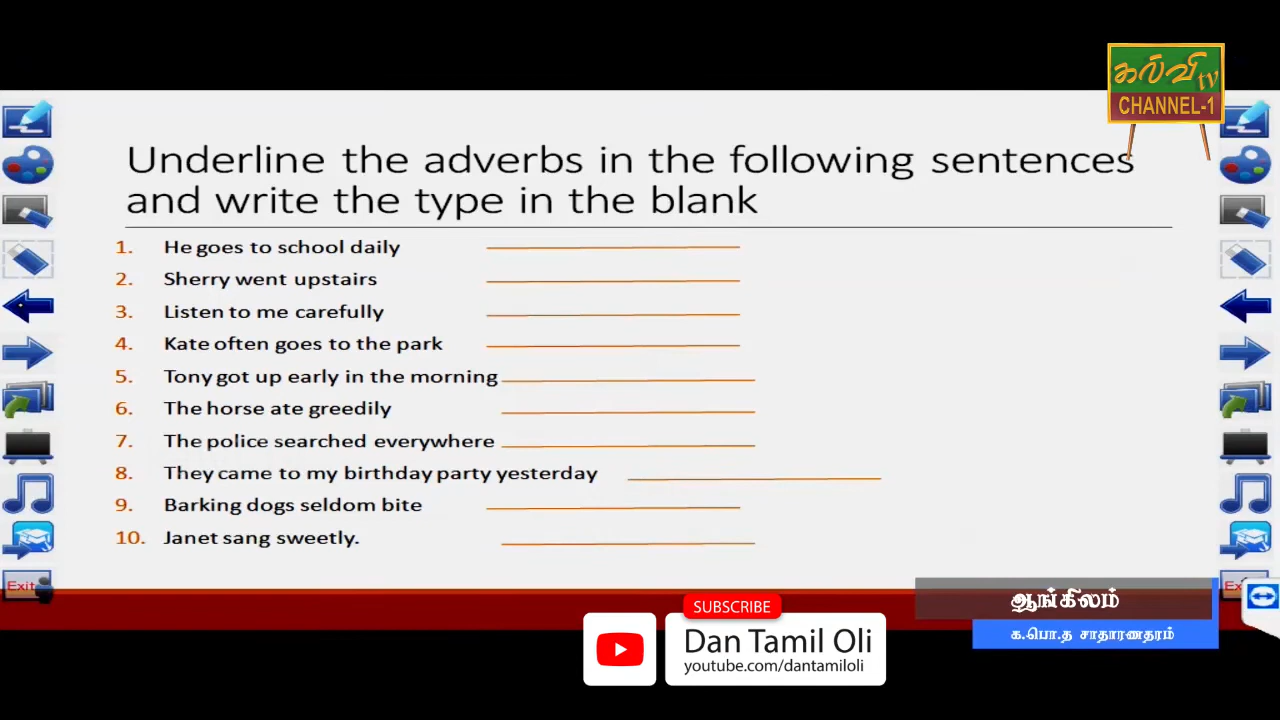 கல்வி tv
CHANNEL-1
Underline the adverbs in the following sentences
and write the type in the blank
1. He goes to school daily
2. Sherry went upstairs
3. Listen to me carefully
4. Kate often goes to the park
5. Tony got up early in the morning
6. The horse ate greedily
7. The police searched everywhere
8. They came to my birthday party yesterday
9. Barking dogs seldom bite
10. Janet sang sweetly.
Exit
ஆங்கிலம்
க.பொ.த சாதாரணதரம்
SUBSCRIBE
Dan Tamil Oli
youtube.com/dantamiloli